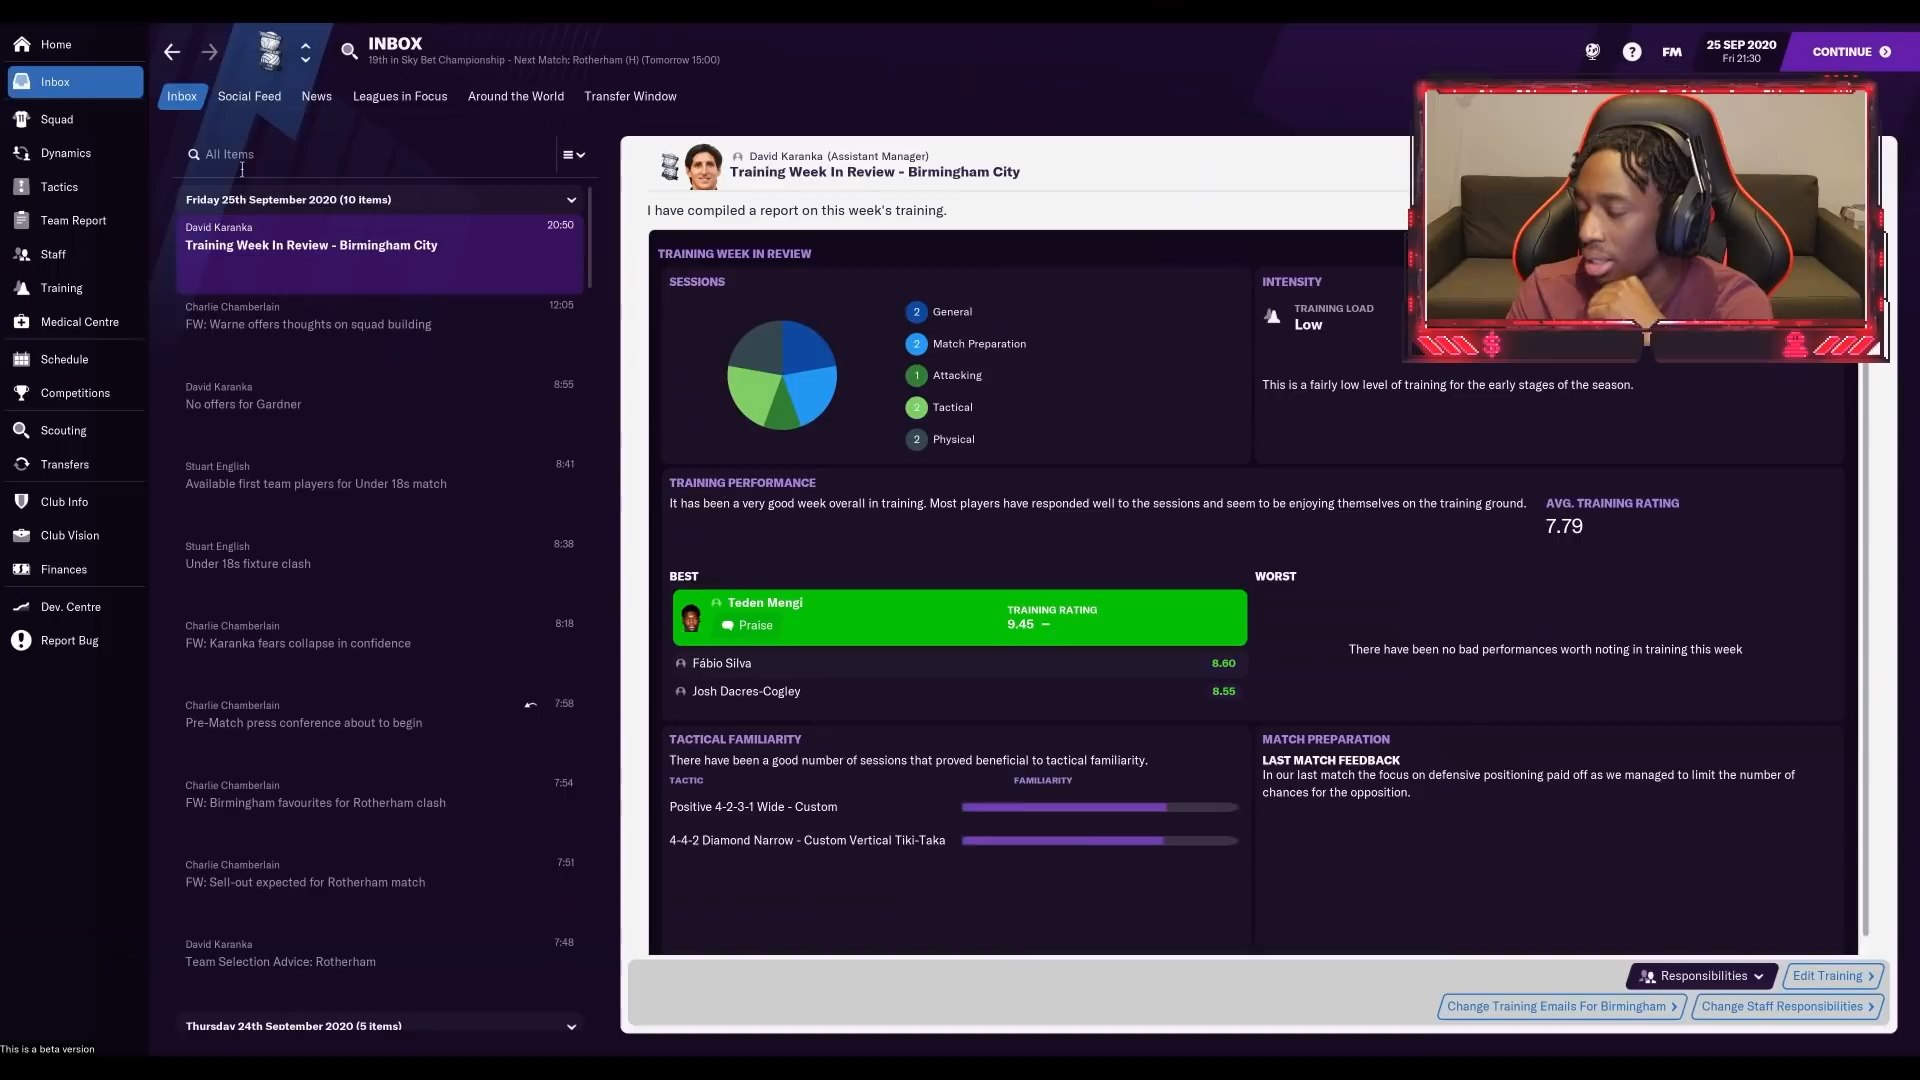 Home
Inbox
Squad
Dynamics
Tactics
Team Report
Staff
Training
Medical Centre
Schedule
Competitions
Scouting
Transfers
Club Info
Club Vision
Finances
Dev. Centre
Report Bug
This is a beta version
INBOX
19th in Sky Bet Championship - Next Match: Rotherham (H) (Tomorrow 15:00)
FM
25 SEP 2020
Fri 21:30
CONTINUE
Inbox Social Feed News Leagues in Focus Around the World Transfer Window
All Items
Friday 25th September 2020 (10 items)
David Karanka 20:50
Training Week In Review - Birmingham City
Charlie Chamberlain 12:05
FW: Warne offers thoughts on squad building
David Karanka 8:55
No offers for Gardner
Stuart English 8:41
Available first team players for Under 18s match
Stuart English 8:38
Under 18s fixture clash
Charlie Chamberlain 8:18
FW: Karanka fears collapse in confidence
Charlie Chamberlain 7:58
Pre-Match press conference about to begin
Charlie Chamberlain 7:54
FW: Birmingham favourites for Rotherham clash
Charlie Chamberlain 7:51
FW: Sell-out expected for Rotherham match
David Karanka 7:48
Team Selection Advice: Rotherham
Thursday 24th September 2020 (5 items)
David Karanka (Assistant Manager)
Training Week In Review - Birmingham City
I have compiled a report on this week's training.
TRAINING WEEK IN REVIEW
SESSIONS
2 General
2 Match Preparation
1 Attacking
2 Tactical
2 Physical
INTENSITY
TRAINING LOAD
Low
This is a fairly low level of training for the early stages of the season.
TRAINING PERFORMANCE
It has been a very good week overall in training. Most players have responded well to the sessions and seem to be enjoying themselves on the training ground.
AVG. TRAINING RATING
7.79
BEST
Teden Mengi
Praise
TRAINING RATING
9.45 –
Fábio Silva 8.60
Josh Dacres-Cogley 8.55
WORST
There have been no bad performances worth noting in training this week
TACTICAL FAMILIARITY
There have been a good number of sessions that proved beneficial to tactical familiarity.
TACTIC FAMILIARITY
Positive 4-2-3-1 Wide - Custom
4-4-2 Diamond Narrow - Custom Vertical Tiki-Taka
MATCH PREPARATION
LAST MATCH FEEDBACK
In our last match the focus on defensive positioning paid off as we managed to limit the number of
chances for the opposition.
Responsibilities
Edit Training
Change Training Emails For Birmingham
Change Staff Responsibilities